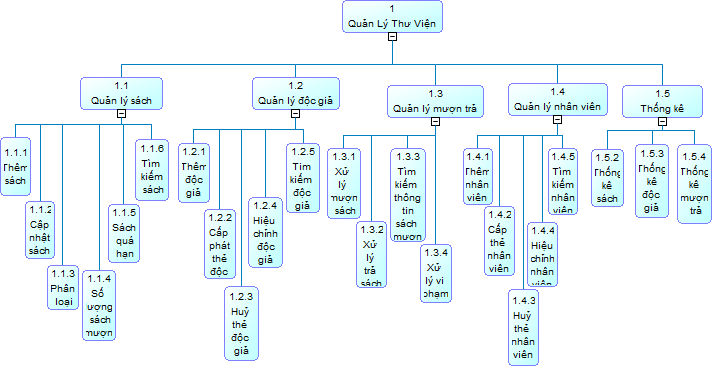 1
Quản Lý Thư Viện
1.1
Quản lý sách
1.2
Quản lý độc giả
1.3
Quản lý mượn trả
1.4
Quản lý nhân viên
1.5
Thống kê
1.1.1
Thêm
sách
1.1.2
Cập
nhật
sách
1.1.3
Phân
loại
1.1.4
Số
lượng
sách
mượn
1.1.5
Sách
quá
hạn
1.1.6
Tìm
kiếm
sách
1.2.1
Thêm
độc
giả
1.2.2
Cấp
phát
thẻ
độc
1.2.3
Huỷ
thẻ
độc
giả
1.2.4
Hiệu
chỉnh
độc
giả
1.2.5
Tìm
kiếm
độc
giả
1.3.1
Xử
lý
mượn
sách
1.3.2
Xử
lý
trả
sách
1.3.3
Tìm
kiếm
thông
tin
sách
mượn
1.3.4
Xử
lý vi
phạm
1.4.1
Thêm
nhân
viên
1.4.2
Cấp
thẻ
nhân
viên
1.4.3
Huỷ
thẻ
nhân
viên
1.4.4
Hiệu
chỉnh
nhân
viên
1.4.5
Tìm
kiếm
nhân
viên
1.5.2
Thống
kê
sách
1.5.3
Thống
kê
độc
giả
1.5.4
Thống
kê
mượn
trả